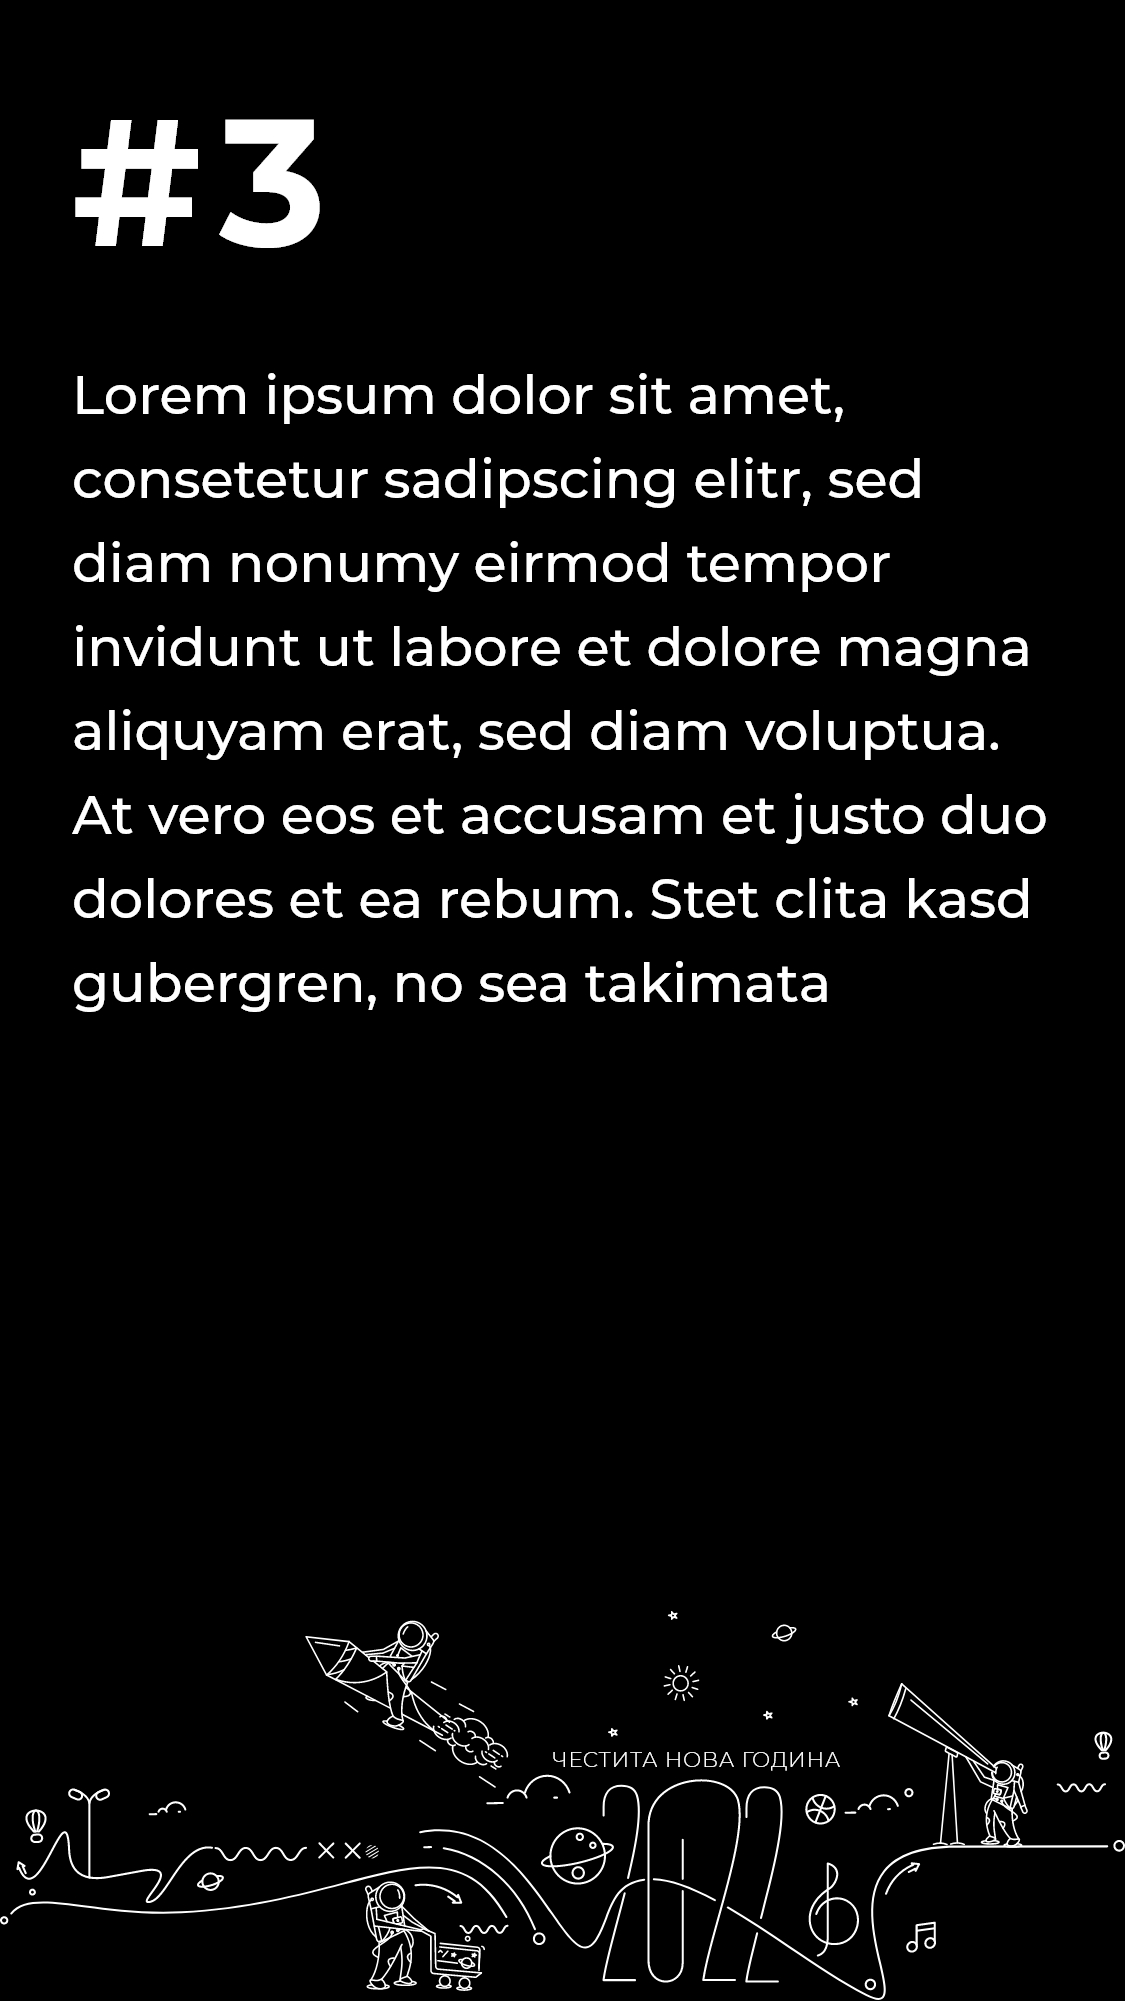 #3
Lorem ipsum dolor sit amet,
consetetur sadipscing elitr, sed
diam nonumy eirmod tempor
invidunt ut labore et dolore magna
aliquyam erat, sed diam voluptua.
At vero eos et accusam et justo duo
dolores et ea rebum. Stet clita kasd
gubergren, no sea takimata
ЧЕСТИТА НОВА ГОДИНА
2022